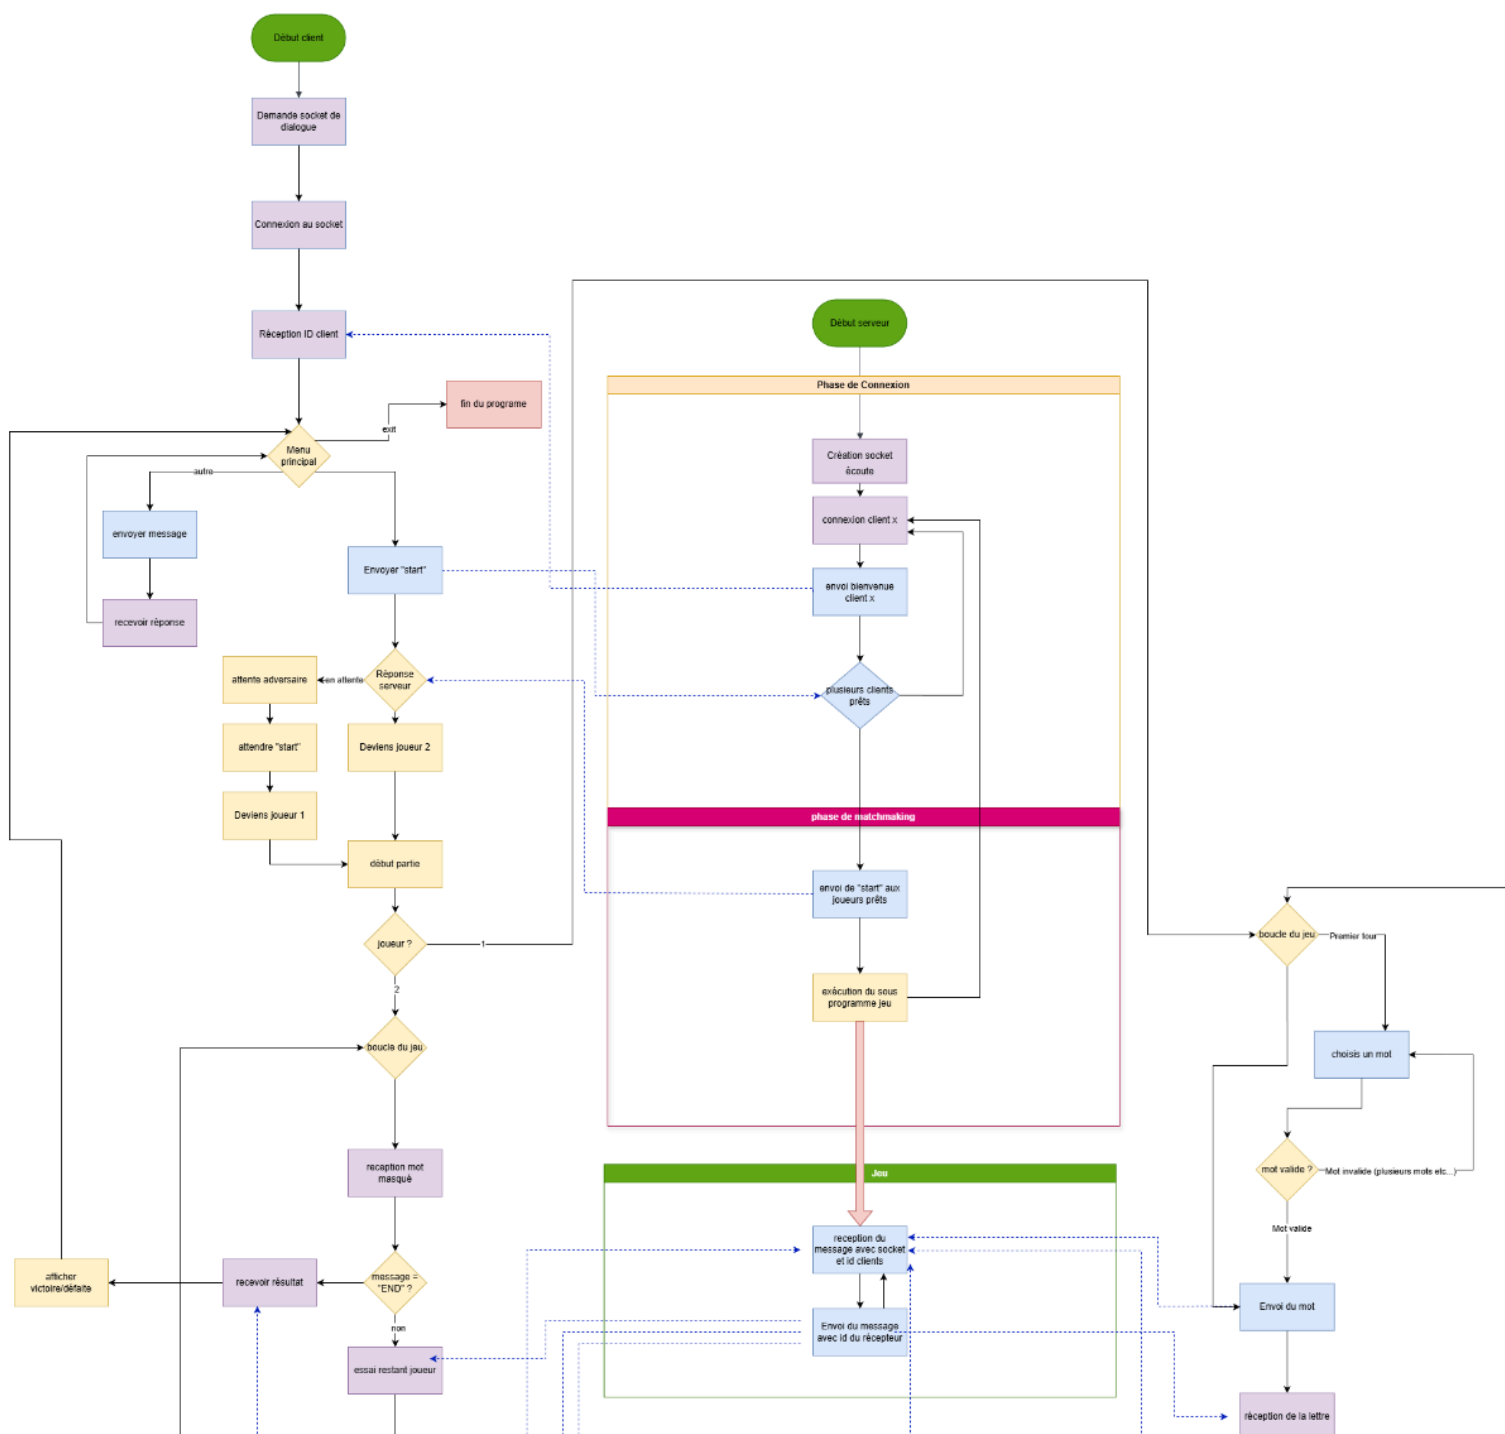 Début client
Demande socket de
dialogue
Connexion au socket
Réception ID client
fin du programe
exit
Menu
principal
autre
envoyer message
recevoir réponse
Envoyer "start"
Réponse
serveur
en attente
attente adversaire
attendre "start"
Deviens joueur 1
Deviens joueur 2
début partie
joueur ?
1
2
boucle du jeu
reception mot
masqué
message =
"END" ?
recevoir résultat
afficher
victoire/défaite
non
essai restant joueur
Début serveur
Phase de Connexion
Création socket
écoute
connexion client x
envoi bienvenue
client x
plusieurs clients
prêts
phase de matchmaking
envoi de "start" aux
joueurs prêts
exécution du sous
programme jeu
Jeu
reception du
message avec socket
et id clients
Envoi du message
avec id du récepteur
boucle du jeu
Premier tour
choisis un mot
mot valide ?
Mot invalide (plusieurs mots etc...)
Mot valide
Envoi du mot
réception de la lettre